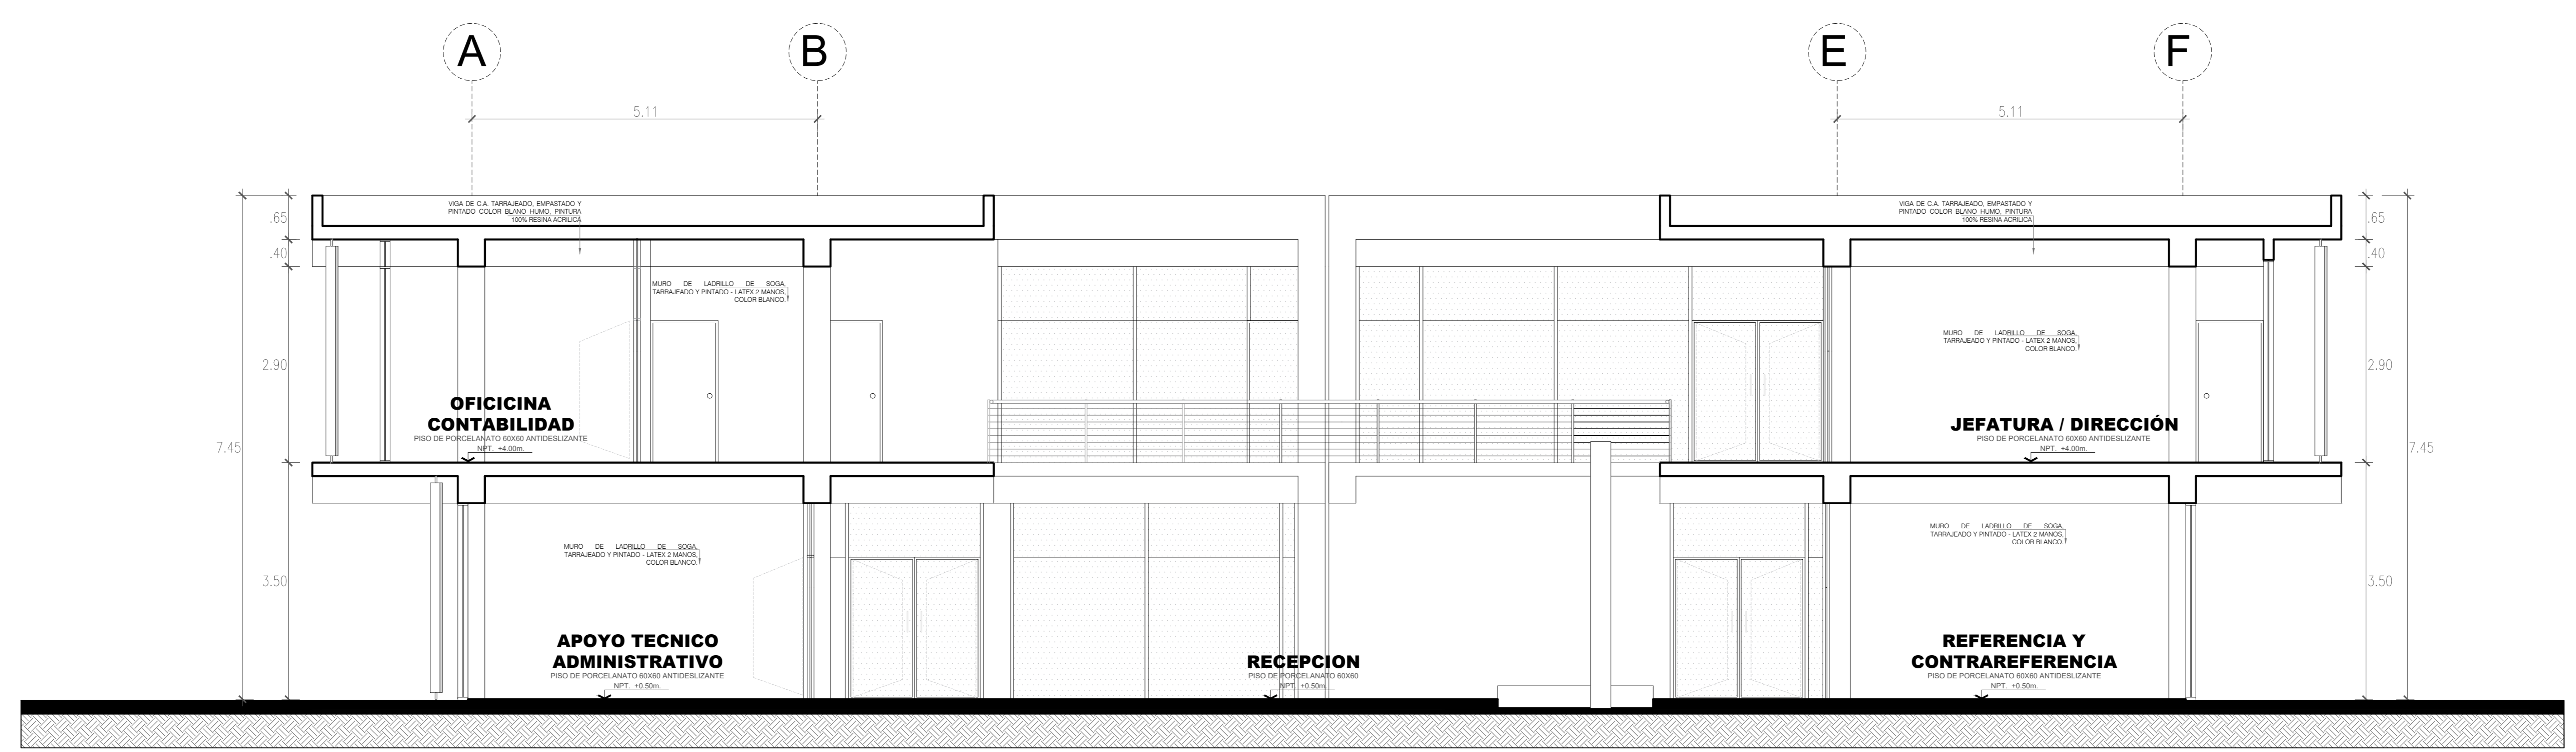 A
B
E
F
5.11
5.11
VIGA DE C.A. TARRAJEADO, EMPASTADO Y
PINTADO COLOR BLANO HUMO, PINTURA
100% RESINA ACRILICA
VIGA DE C.A. TARRAJEADO, EMPASTADO Y
PINTADO COLOR BLANO HUMO, PINTURA
100% RESINA ACRILICA
.65
.40
2.90
7.45
3.50
.65
.40
2.90
7.45
3.50
MURO DE LADRILLO DE SOGA,
TARRAJEADO Y PINTADO - LATEX 2 MANOS,
COLOR BLANCO.
MURO DE LADRILLO DE SOGA,
TARRAJEADO Y PINTADO - LATEX 2 MANOS,
COLOR BLANCO.
OFICICINA
CONTABILIDAD
PISO DE PORCELANATO 60X60 ANTIDESLIZANTE
NPT. +4.00m.
JEFATURA / DIRECCIÓN
PISO DE PORCELANATO 60X60 ANTIDESLIZANTE
NPT. +4.00m.
MURO DE LADRILLO DE SOGA,
TARRAJEADO Y PINTADO - LATEX 2 MANOS,
COLOR BLANCO.
MURO DE LADRILLO DE SOGA,
TARRAJEADO Y PINTADO - LATEX 2 MANOS,
COLOR BLANCO.
APOYO TECNICO
ADMINISTRATIVO
PISO DE PORCELANATO 60X60 ANTIDESLIZANTE
NPT. +0.50m.
RECEPCION
PISO DE PORCELANATO 60X60
NPT. +0.50m.
REFERENCIA Y
CONTRAREFERENCIA
PISO DE PORCELANATO 60X60 ANTIDESLIZANTE
NPT. +0.50m.